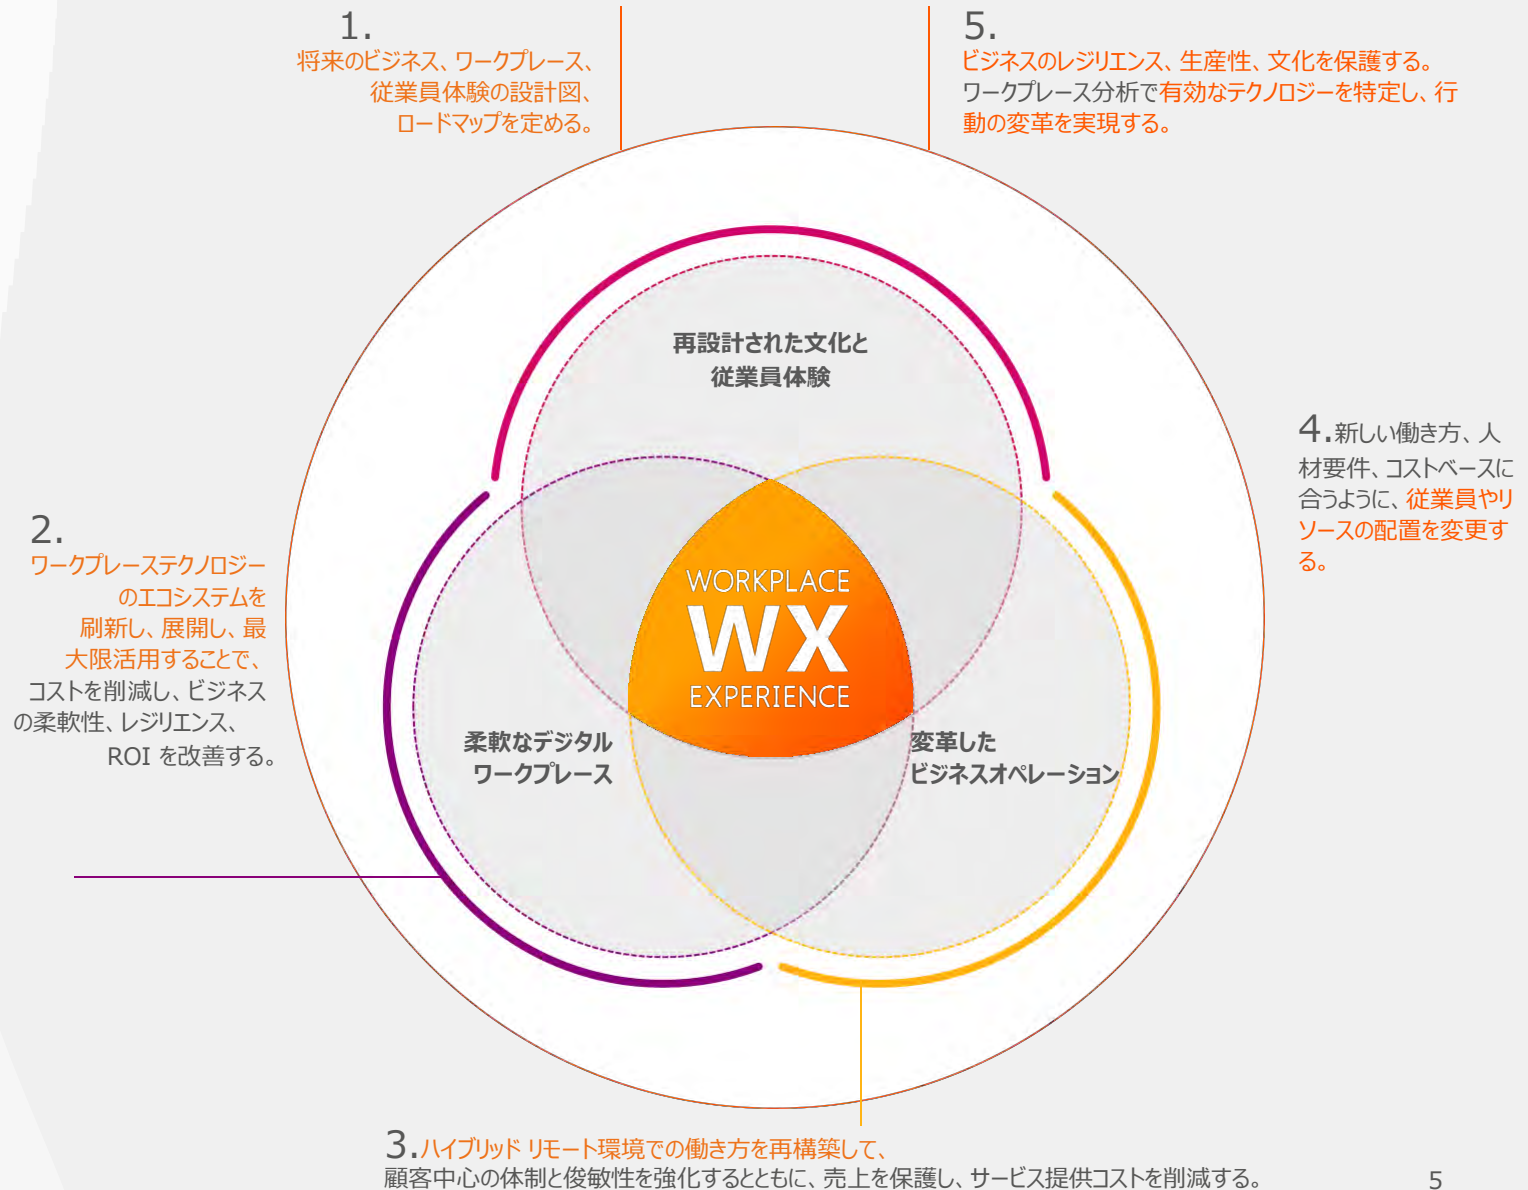 1.
将来のビジネス、ワークプレース、
従業員体験の設計図、
ロードマップを定める。
5.
ビジネスのレジリエンス、生産性、文化を保護する。
ワークプレース分析で有効なテクノロジーを特定し、行
動の変革を実現する。
再設計された文化と
従業員体験
4.新しい働き方、人
材要件、コストベースに
合うように、従業員やリ
ソースの配置を変更す
る。
2.
ワークプレーステクノロジー
のエコシステムを
刷新し、展開し、最
大限活用することで、
コストを削減し、ビジネス
の柔軟性、レジリエンス、
ROI を改善する。
WORKPLACE
WX
EXPERIENCE
柔軟なデジタル
ワークプレース
変革した
ビジネスオペレーション
3.ハイブリッド リモート環境での働き方を再構築して、
顧客中心の体制と俊敏性を強化するとともに、売上を保護し、サービス提供コストを削減する。
5